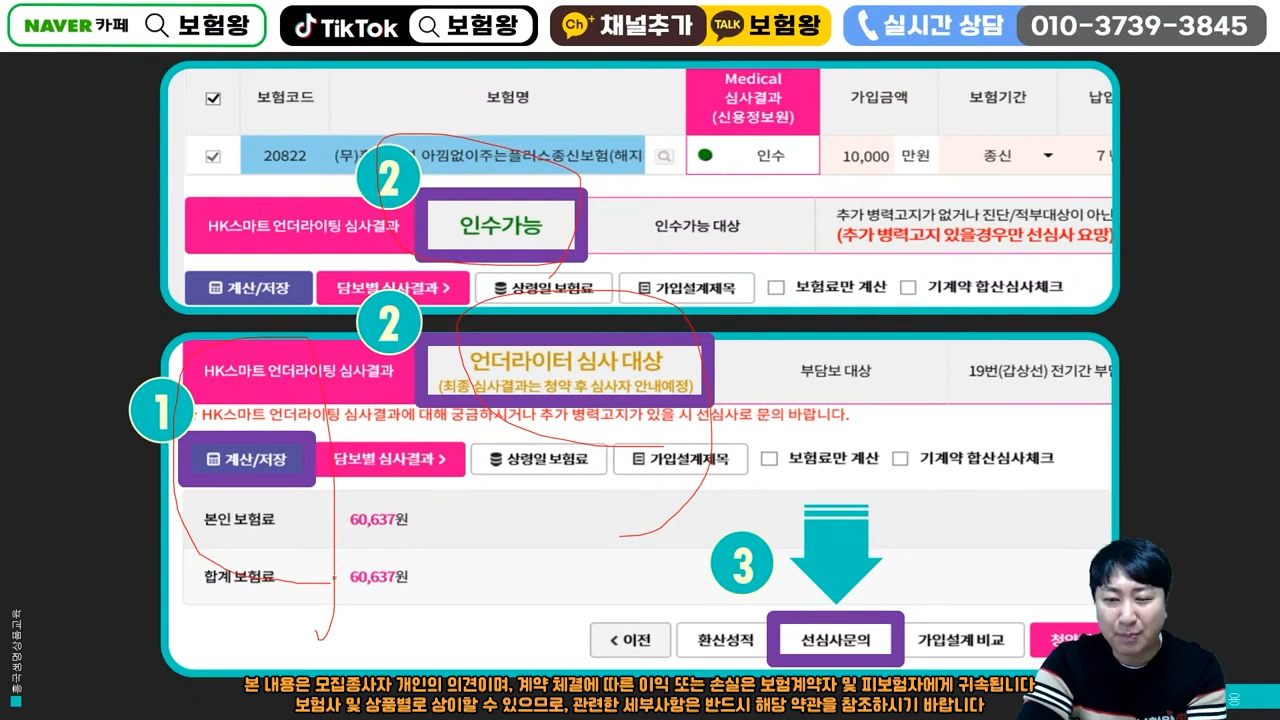 NAVER 카페 보험왕 TikTok 보험왕 Ch+ 채널추가 TALK 보험왕 실시간 상담 010-3739-3845
보험코드 보험명 Medical 심사결과 (신용정보원) 가입금액 보험기간
20822 아낌없이주는플러스종신보험(해지 인수 10,000 만원 종신 7
2
HK스마트 언더라이팅 심사결과 인수가능 인수가능 대상 추가 병력고지가 없거나 진단/적부대상이 아닌
(추가 병력고지 있을경우만 선심사 요망)
계산/저장 담보별 심사결과 > 상령일 보험료 가입설계제목 보험료만 계산 기계약 합산심사체크
2
HK스마트 언더라이팅 심사결과 언더라이터 심사 대상 부담보 대상 19번(갑상선) 전기간 부담
(최종 심사결과는 청약 후 심사자 안내예정)
1
HK스마트 언더라이팅 심사결과에 대해 궁금하시거나 추가 병력고지가 있을 시 선심사로 문의 바랍니다.
계산/저장 담보별 심사결과 > 상령일 보험료 가입설계제목 보험료만 계산 기계약 합산심사체크
본인 보험료 60,637원
3
합계 보험료 60,637원
< 이전 환산성적 선심사문의 가입설계 비교
흥국생명상품교육
본 내용은 모집종사자 개인의 의견이며, 계약 체결에 따른 이익 또는 손실은 보험계약자 및 피보험자에게 귀속됩니다
보험사 및 상품별로 상이할 수 있으므로, 관련한 세부사항은 반드시 해당 약관을 참조하시기 바랍니다